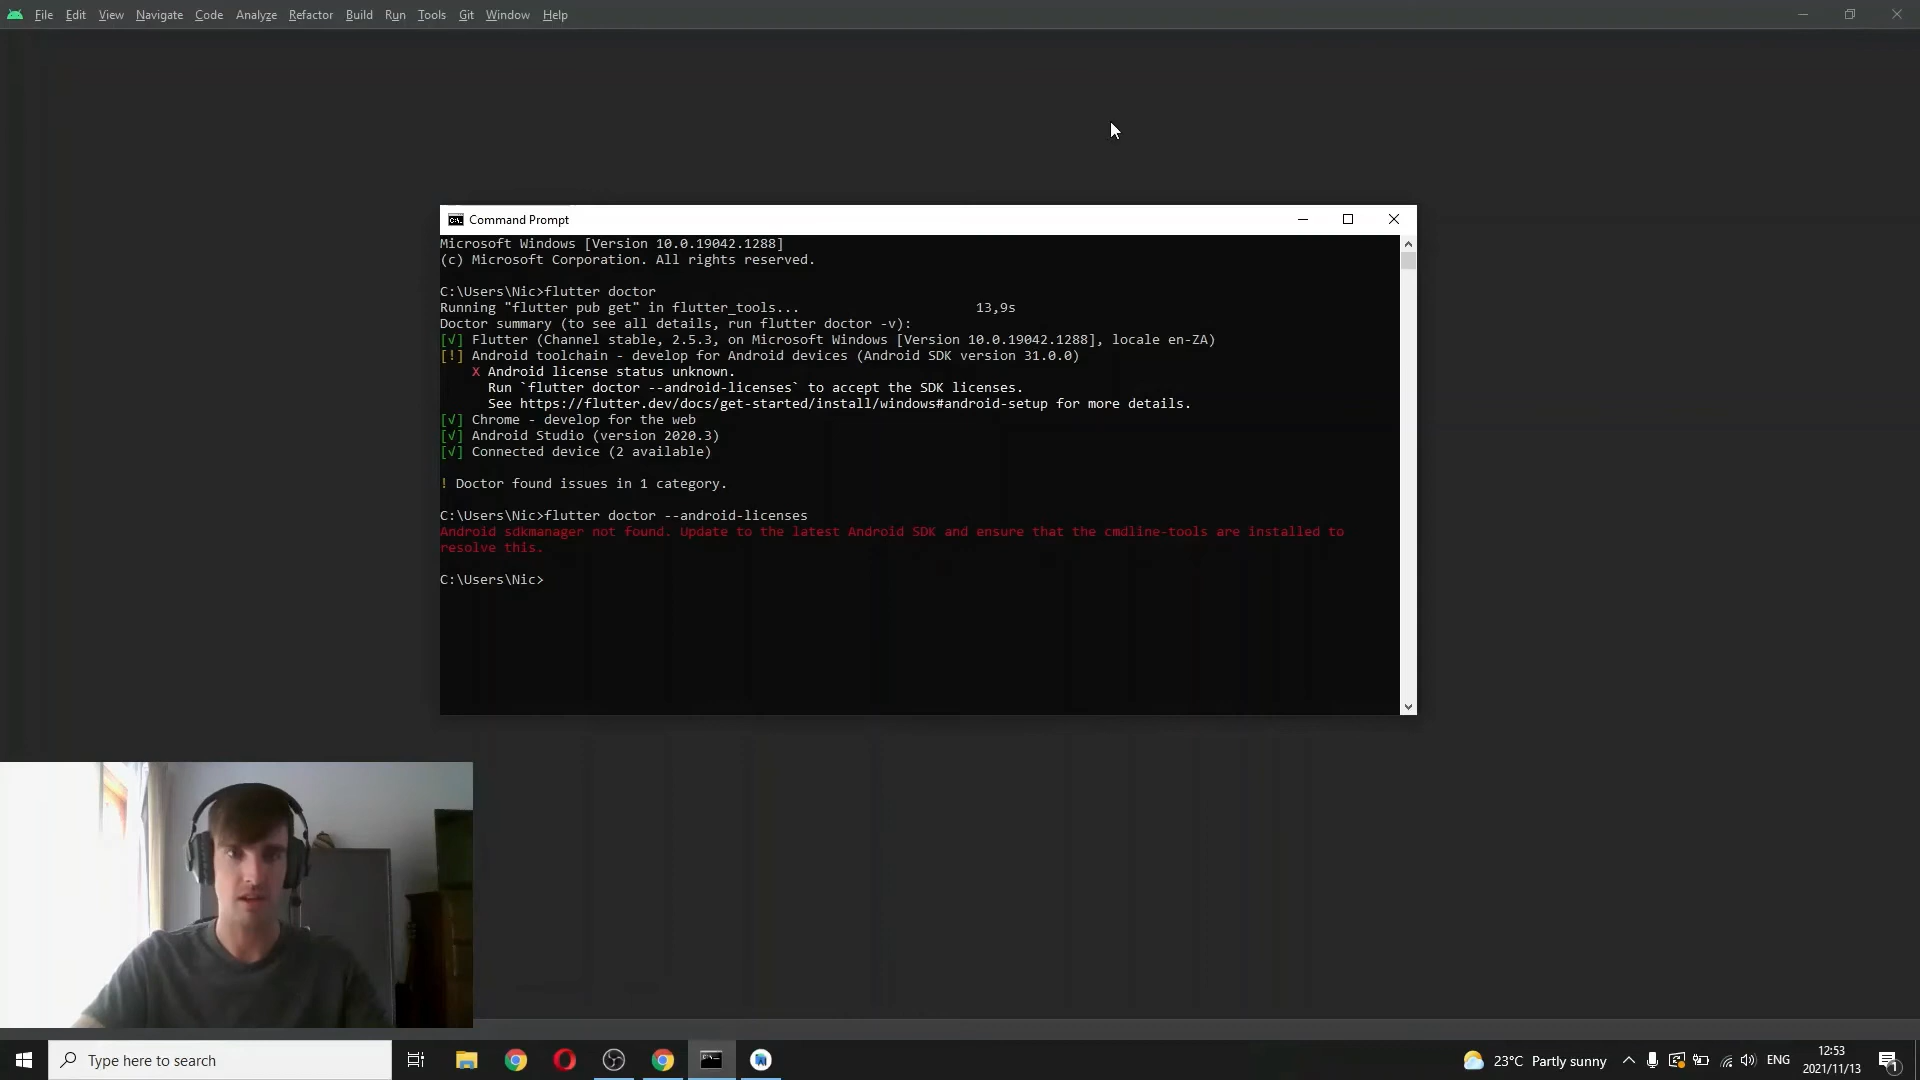 File Edit View Navigate Code Analyze Refactor Build Run Tools Git Window Help
Command Prompt
Microsoft Windows [Version 10.0.19042.1288]
(c) Microsoft Corporation. All rights reserved.
C:\Users\Nic>flutter doctor
Running "flutter pub get" in flutter_tools... 13,9s
Doctor summary (to see all details, run flutter doctor -v):
[√] Flutter (Channel stable, 2.5.3, on Microsoft Windows [Version 10.0.19042.1288], locale en-ZA)
[!] Android toolchain - develop for Android devices (Android SDK version 31.0.0)
X Android license status unknown.
Run `flutter doctor --android-licenses` to accept the SDK licenses.
See https://flutter.dev/docs/get-started/install/windows#android-setup for more details.
[√] Chrome - develop for the web
[√] Android Studio (version 2020.3)
[√] Connected device (2 available)
! Doctor found issues in 1 category.
C:\Users\Nic>flutter doctor --android-licenses
Android sdkmanager not found. Update to the latest Android SDK and ensure that the cmdline-tools are installed to
resolve this.
C:\Users\Nic>
Type here to search
23°C Partly sunny
ENG
12:53
2021/11/13
1